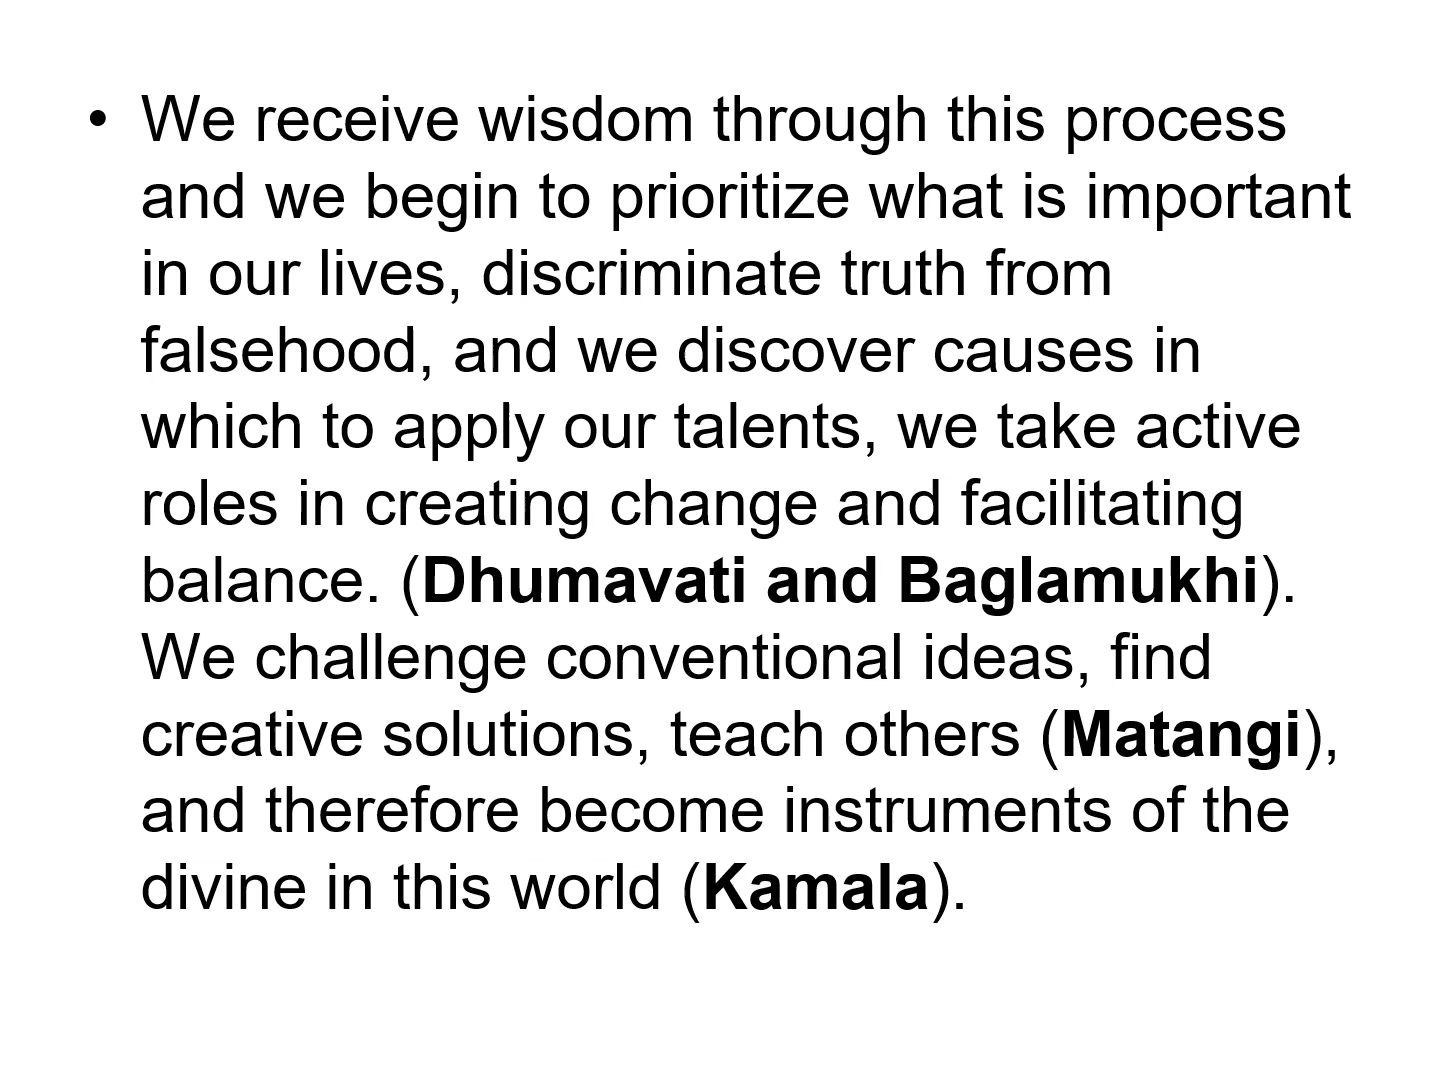 • We receive wisdom through this process
and we begin to prioritize what is important
in our lives, discriminate truth from
falsehood, and we discover causes in
which to apply our talents, we take active
roles in creating change and facilitating
balance. (Dhumavati and Baglamukhi).
We challenge conventional ideas, find
creative solutions, teach others (Matangi),
and therefore become instruments of the
divine in this world (Kamala).